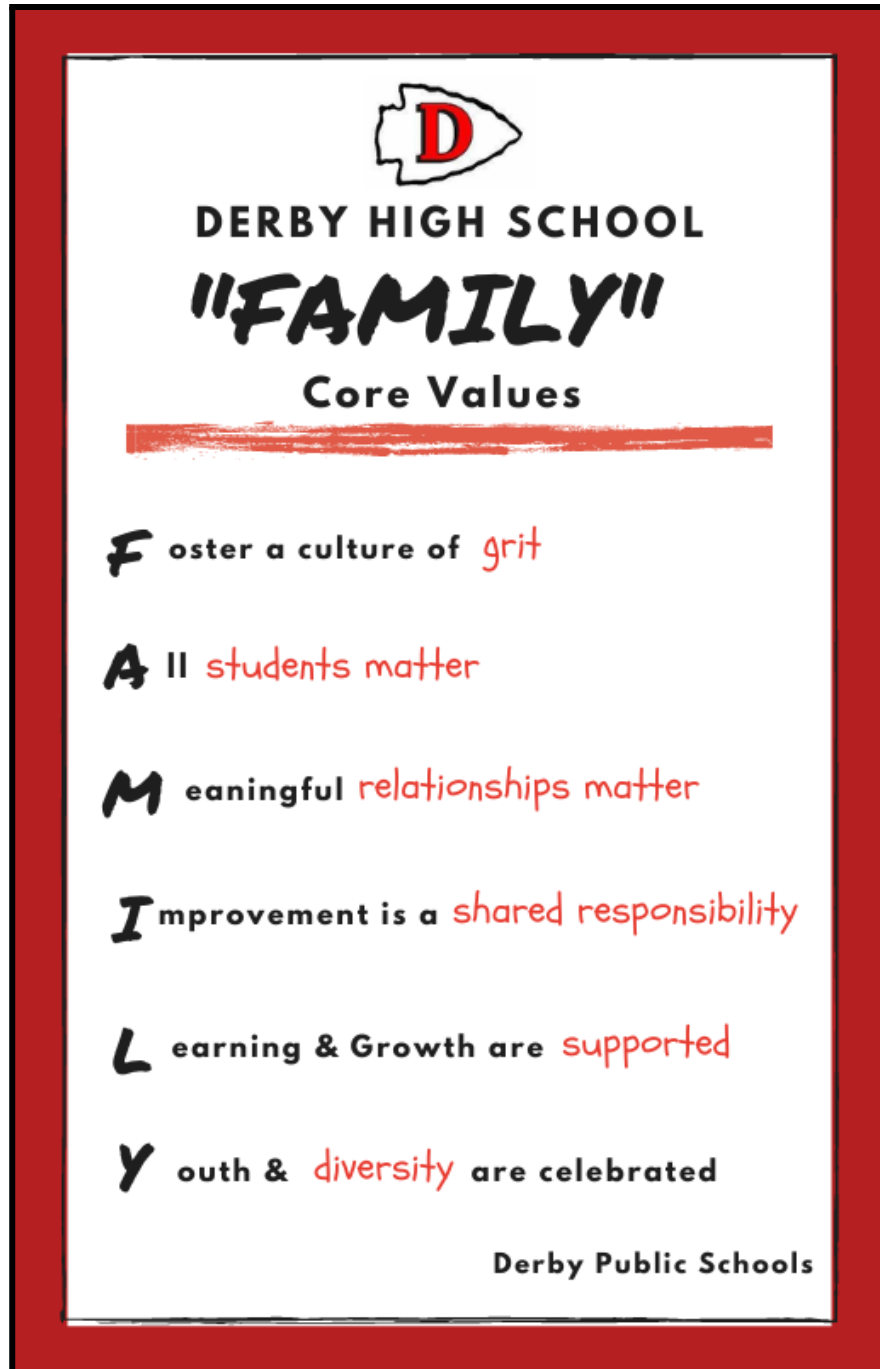 D
DERBY HIGH SCHOOL
"FAMILY"
Core Values
Foster a culture of grit
All students matter
Meaningful relationships matter
Improvement is a shared responsibility
Learning & Growth are supported
Youth & diversity are celebrated
Derby Public Schools